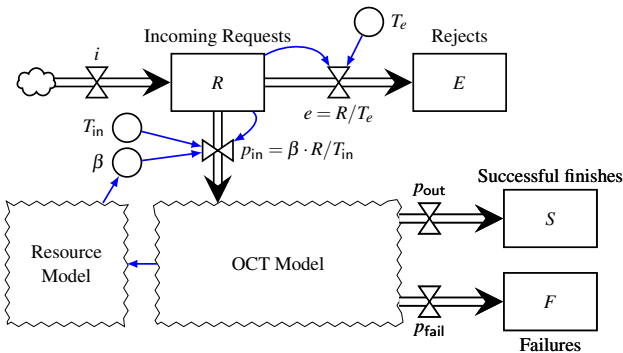 Incoming Requests
T_e
Rejects
i
R
E
e = R/T_e
T_in
p_in = β · R/T_in
β
p_out
Successful finishes
S
Resource
Model
OCT Model
F
p_fail
Failures